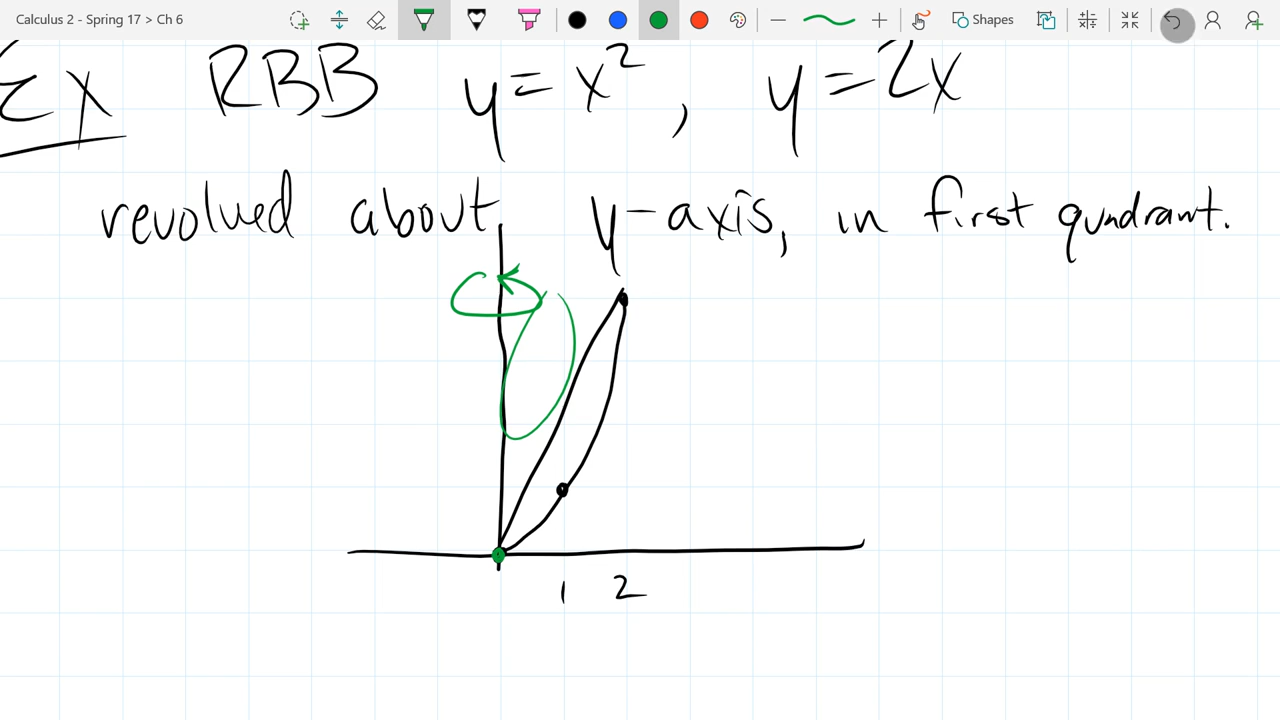 Calculus 2 - Spring 17 > Ch 6
Shapes
Ex RBB y = x², y = 2x
revolved about y-axis, in first quadrant.
1 2